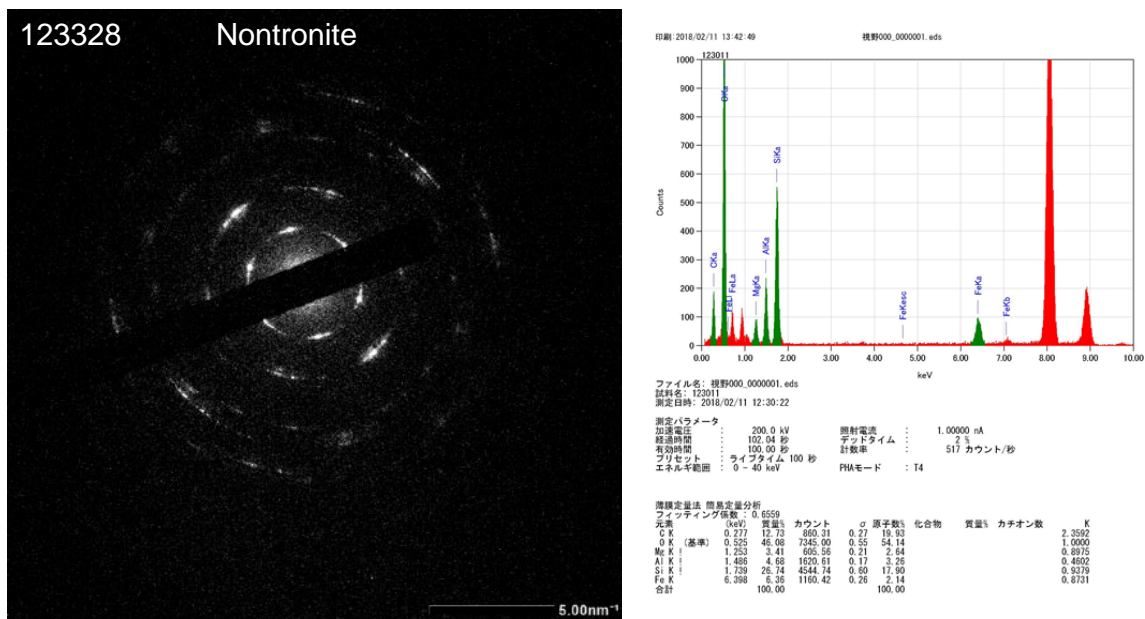 123328 Nontronite
5.00nm⁻¹
印刷:2018/02/11 13:42:49 視野000_0000001.eds
123011
1000
900
800
700
600
500
400
300
200
100
0
Counts
CKa
OKa
FeLl
FeLa
MgKa
AlKa
SiKa
FeKesc
FeKa
FeKb
0.00 1.00 2.00 3.00 4.00 5.00 6.00 7.00 8.00 9.00 10.00
keV
ファイル名: 視野000_0000001.eds
試料名: 123011
測定日時: 2018/02/11 12:30:22
測定パラメータ
加速電圧 : 200.0 kV 照射電流 : 1.00000 nA
経過時間 : 102.04 秒 デッドタイム : 2 %
有効時間 : 100.00 秒 計数率 : 517 カウント/秒
プリセット : ライブタイム 100 秒
エネルギ範囲 : 0 - 40 keV PHAモード : T4
薄膜定量法 簡易定量分析
フィッティング係数 : 0.6559
元素 (keV) 質量% カウント σ 原子数% 化合物 質量% カチオン数 K
C K 0.277 12.73 860.31 0.27 19.93 2.3592
O K (基準) 0.525 46.08 7345.00 0.55 54.14 1.0000
Mg K ! 1.253 3.41 605.56 0.21 2.64 0.8975
Al K ! 1.486 4.68 1620.61 0.17 3.26 0.4602
Si K ! 1.739 26.74 4544.74 0.60 17.90 0.9379
Fe K 6.398 6.36 1160.42 0.26 2.14 0.8731
合計 100.00 100.00